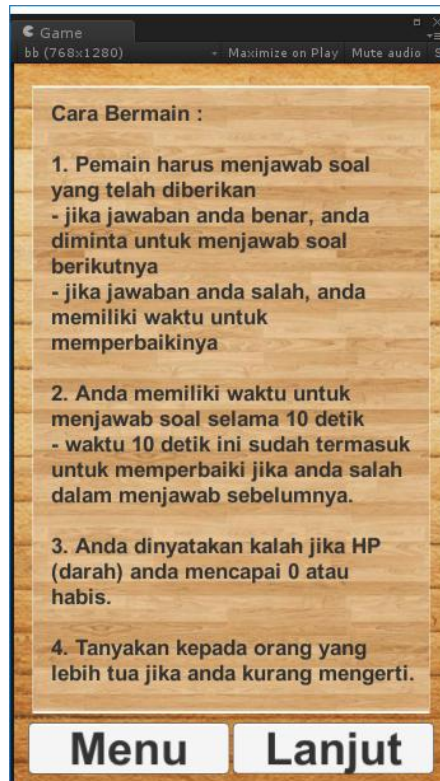 Game
bb (768x1280) Maximize on Play Mute audio S
Cara Bermain :
1. Pemain harus menjawab soal
yang telah diberikan
- jika jawaban anda benar, anda
diminta untuk menjawab soal
berikutnya
- jika jawaban anda salah, anda
memiliki waktu untuk
memperbaikinya
2. Anda memiliki waktu untuk
menjawab soal selama 10 detik
- waktu 10 detik ini sudah termasuk
untuk memperbaiki jika anda salah
dalam menjawab sebelumnya.
3. Anda dinyatakan kalah jika HP
(darah) anda mencapai 0 atau
habis.
4. Tanyakan kepada orang yang
lebih tua jika anda kurang mengerti.
Menu Lanjut